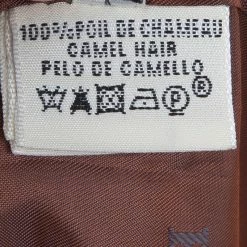 100% POIL DE CHAMEAU
CAMEL HAIR
PELO DE CAMELLO
P ®